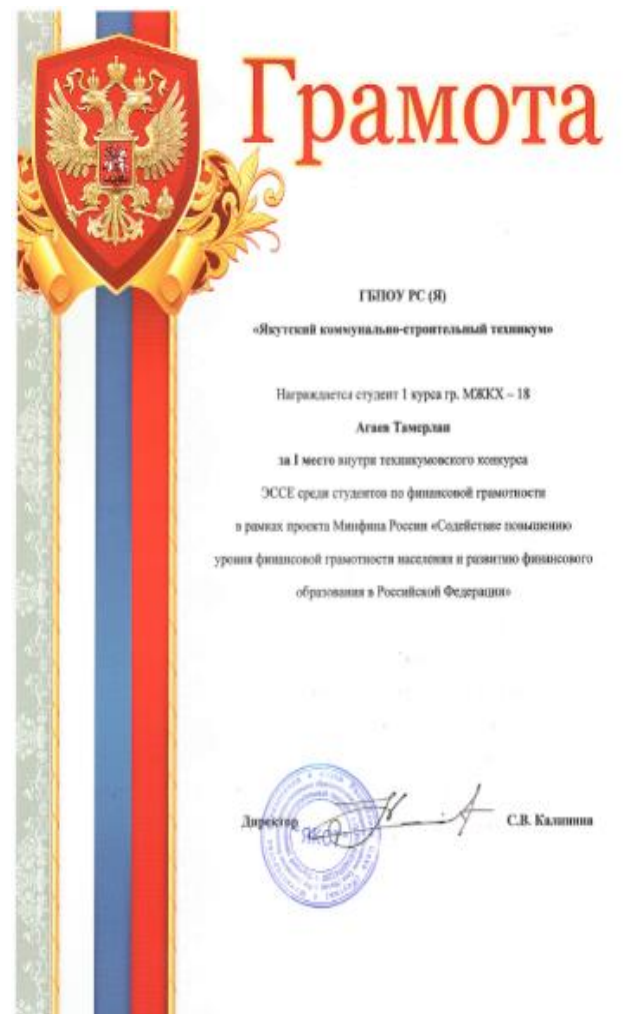 Грамота
ГБПОУ РС (Я)
«Якутский коммунально-строительный техникум»
Награждается студент 1 курса гр. МЖКХ – 18
Агаев Тамерлан
за I место внутри техникумовского конкурса
ЭССЕ среди студентов по финансовой грамотности
в рамках проекта Минфина России «Содействие повышению
уровня финансовой грамотности населения и развитию финансового
образования в Российской Федерации»
Директор
С.В. Калинина